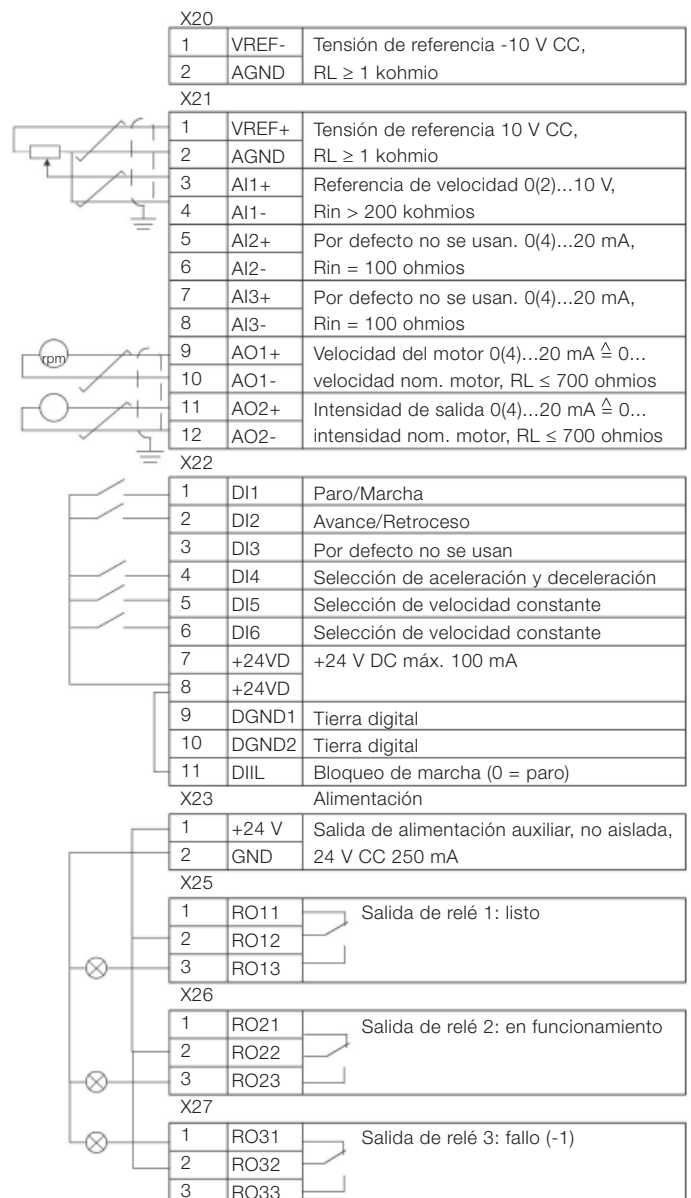 X20
1 VREF- Tensión de referencia -10 V CC,
2 AGND RL ≥ 1 kohmio
X21
1 VREF+ Tensión de referencia 10 V CC,
2 AGND RL ≥ 1 kohmio
3 AI1+ Referencia de velocidad 0(2)...10 V,
4 AI1- Rin > 200 kohmios
5 AI2+ Por defecto no se usan. 0(4)...20 mA,
6 AI2- Rin = 100 ohmios
7 AI3+ Por defecto no se usan. 0(4)...20 mA,
8 AI3- Rin = 100 ohmios
rpm 9 AO1+ Velocidad del motor 0(4)...20 mA ≙ 0...
10 AO1- velocidad nom. motor, RL ≤ 700 ohmios
11 AO2+ Intensidad de salida 0(4)...20 mA ≙ 0...
12 AO2- intensidad nom. motor, RL ≤ 700 ohmios
X22
1 DI1 Paro/Marcha
2 DI2 Avance/Retroceso
3 DI3 Por defecto no se usan
4 DI4 Selección de aceleración y deceleración
5 DI5 Selección de velocidad constante
6 DI6 Selección de velocidad constante
7 +24VD +24 V DC máx. 100 mA
8 +24VD
9 DGND1 Tierra digital
10 DGND2 Tierra digital
11 DIIL Bloqueo de marcha (0 = paro)
X23 Alimentación
1 +24 V Salida de alimentación auxiliar, no aislada,
2 GND 24 V CC 250 mA
X25
1 RO11 Salida de relé 1: listo
2 RO12
3 RO13
X26
1 RO21 Salida de relé 2: en funcionamiento
2 RO22
3 RO23
X27
1 RO31 Salida de relé 3: fallo (-1)
2 RO32
3 RO33